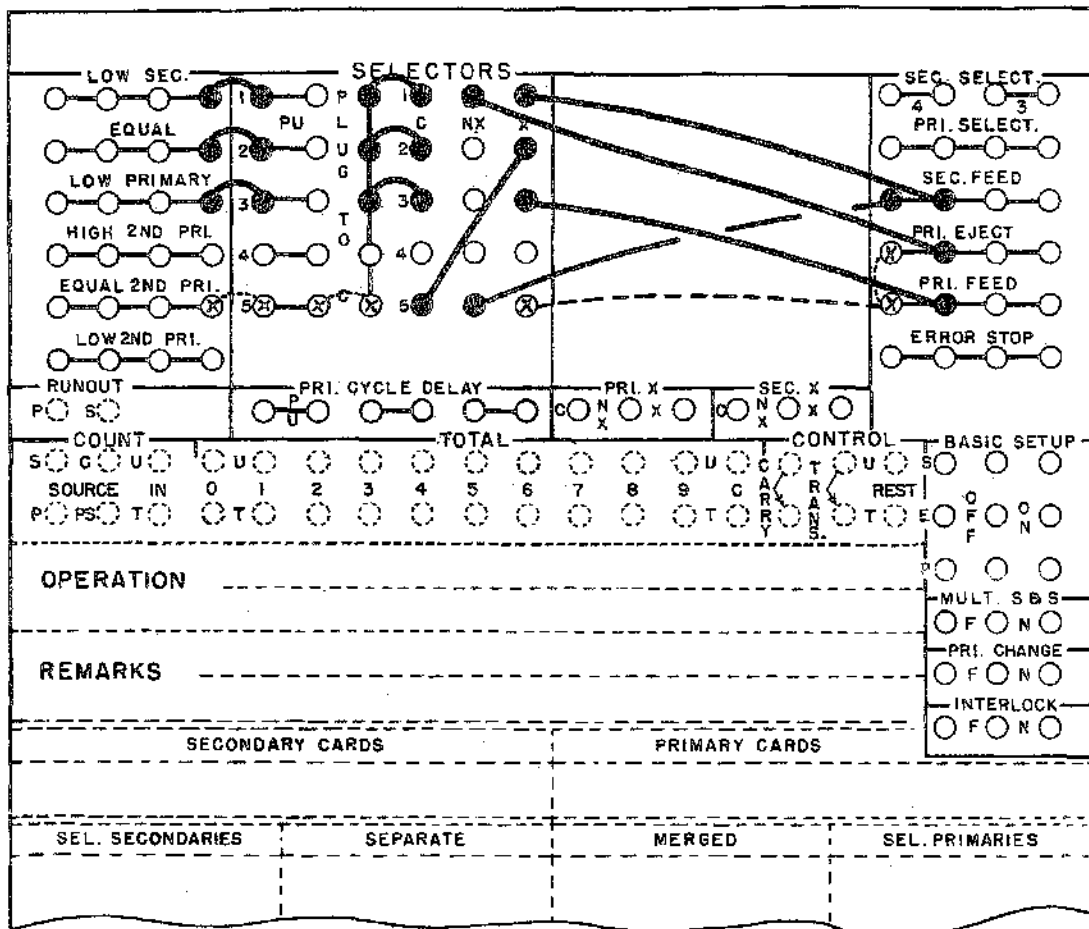 LOW SEC. SELECTORS SEC. SELECT.
1 P 1 4 3
EQUAL PU L C NX X PRI. SELECT.
2 U 2
LOW PRIMARY G SEC. FEED
3 3
HIGH 2ND PRI. T PRI. EJECT
4 O 4 X
EQUAL 2ND PRI. PRI. FEED
X 5 X X C X 5 X X
LOW 2ND PRI. ERROR STOP
RUNOUT PRI. CYCLE DELAY PRI. X SEC. X
P S PU C NX X C NX X
COUNT TOTAL CONTROL BASIC SETUP
S C U U U C CARRY TRANS. U S
SOURCE IN 0 1 2 3 4 5 6 7 8 9 C REST OFF ON
P PS T T T T E
P
OPERATION
MULT. S & S
F N
REMARKS
PRI. CHANGE
F N
INTERLOCK
F N
SECONDARY CARDS PRIMARY CARDS
SEL. SECONDARIES SEPARATE MERGED SEL. PRIMARIES